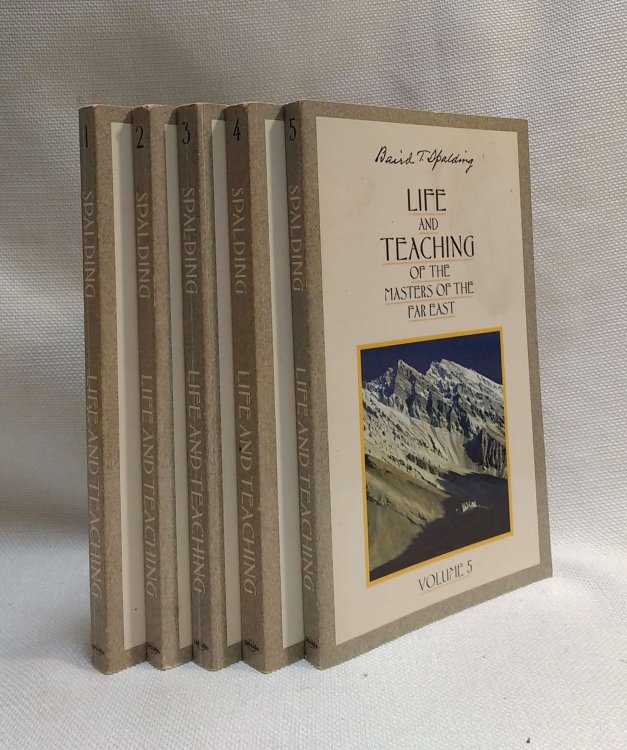 1 SPALDING LIFE AND TEACHING
2 SPALDING LIFE AND TEACHING
3 SPALDING LIFE AND TEACHING
4 SPALDING LIFE AND TEACHING
5 SPALDING LIFE AND TEACHING
Baird T. Spalding
LIFE
AND
TEACHING
OF THE
MASTERS OF THE
FAR EAST
VOLUME 5